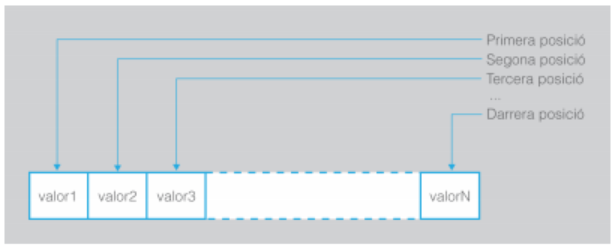 Primera posició
Segona posició
Tercera posició
...
Darrera posició
valor1 valor2 valor3 valorN